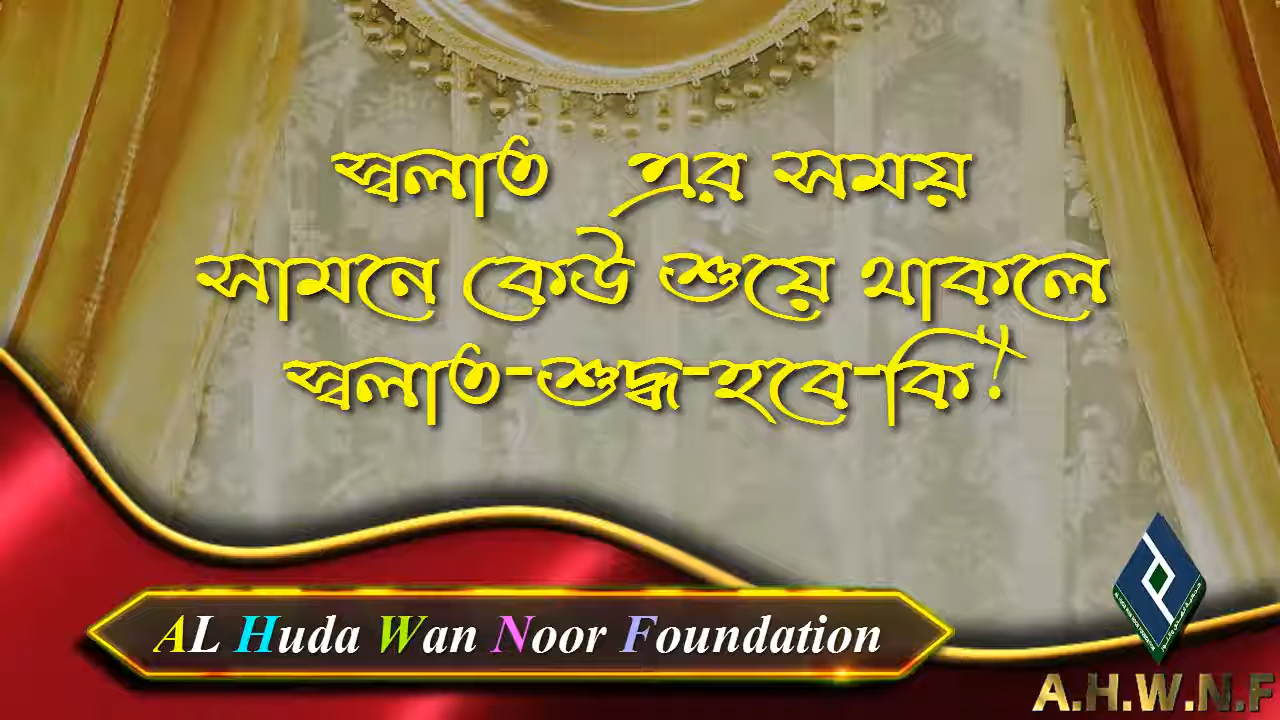 স্বলাত এর সময়
সামনে কেউ শুয়ে থাকলে
স্বলাত-শুদ্ধ-হবে-কি!
AL Huda Wan Noor Foundation
A.H.W.N.F